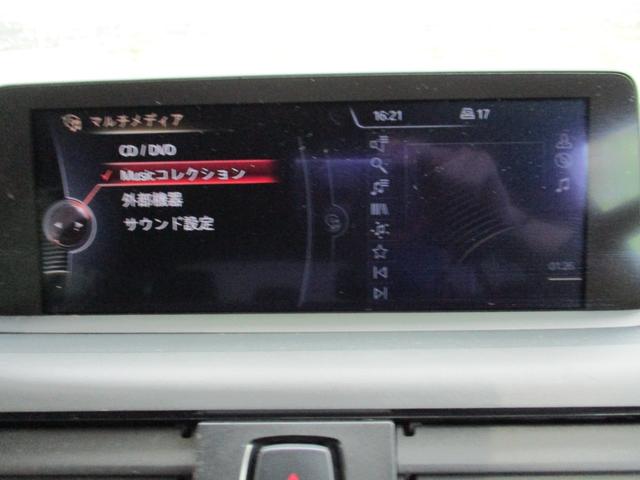 マルチメディア
16:21
17
CD / DVD
Musicコレクション
外部機器
サウンド設定
01:26